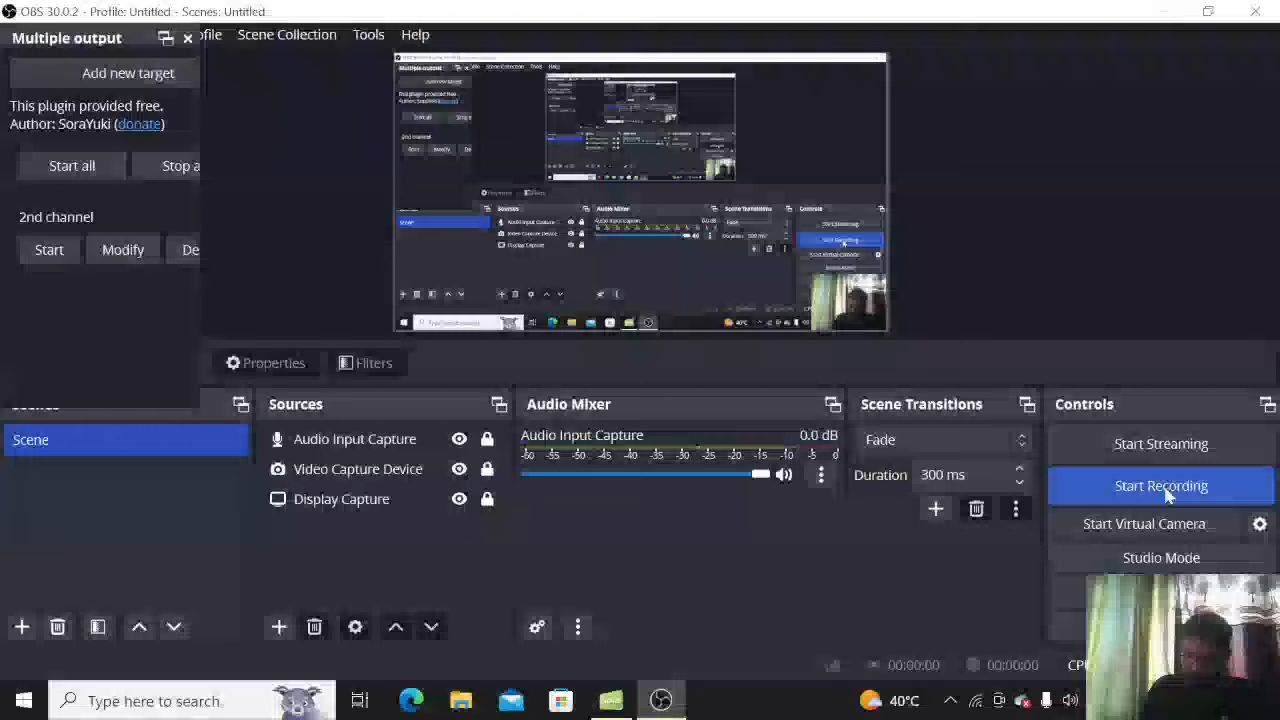 OBS 30.0.2 - Profile: Untitled - Scenes: Untitled
Multiple output
ofile Scene Collection Tools Help
Add new target
This plugin provided free.
Author: SoraYuki (donate)
Start all Stop a
2nd channel
Start Modify De
Properties Filters
Sources Audio Mixer Scene Transitions Controls
Scene
Audio Input Capture
Video Capture Device
Display Capture
Audio Input Capture 0.0 dB
-60 -55 -50 -45 -40 -35 -30 -25 -20 -15 -10 -5 0
Fade
Duration 300 ms
Start Streaming
Start Recording
Start Virtual Camera
Studio Mode
00:00:00 00:00:00 CPU
Type here to search
40°C